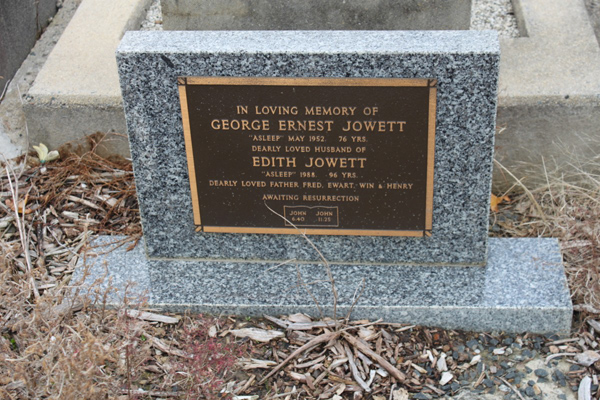 IN LOVING MEMORY OF
GEORGE ERNEST JOWETT
"ASLEEP" MAY 1952. 76 YRS.
DEARLY LOVED HUSBAND OF
EDITH JOWETT
"ASLEEP" 1988. 96 YRS.
DEARLY LOVED FATHER FRED, EWART, WIN & HENRY
AWAITING RESURRECTION
JOHN JOHN
6:40 11:25